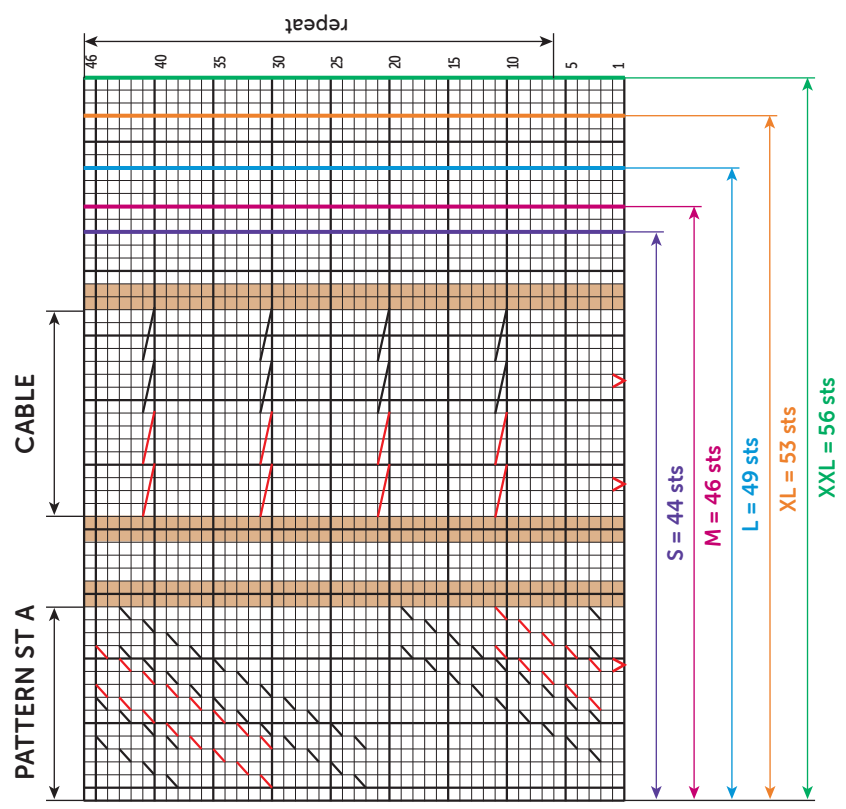 repeat
46
40
35
30
25
20
15
10
5
1
CABLE
PATTERN ST A
S = 44 sts
M = 46 sts
L = 49 sts
XL = 53 sts
XXL = 56 sts